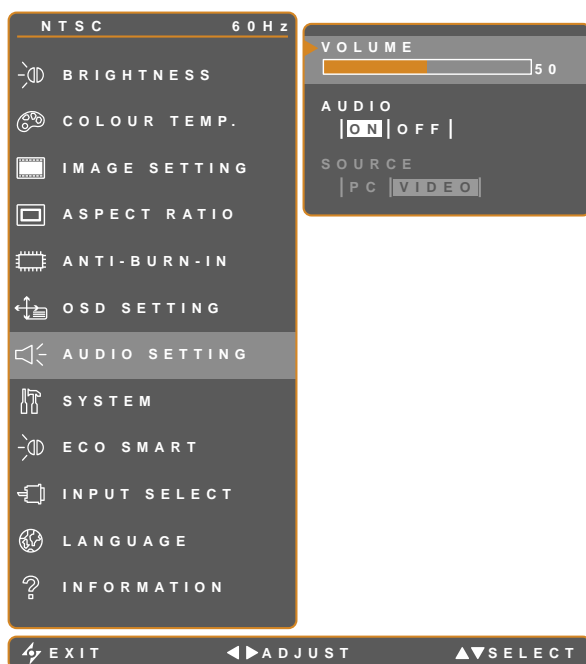 NTSC 60Hz
BRIGHTNESS
COLOUR TEMP.
IMAGE SETTING
ASPECT RATIO
ANTI-BURN-IN
OSD SETTING
AUDIO SETTING
SYSTEM
ECO SMART
INPUT SELECT
LANGUAGE
INFORMATION
VOLUME
50
AUDIO
ON OFF
SOURCE
PC VIDEO
EXIT ADJUST SELECT